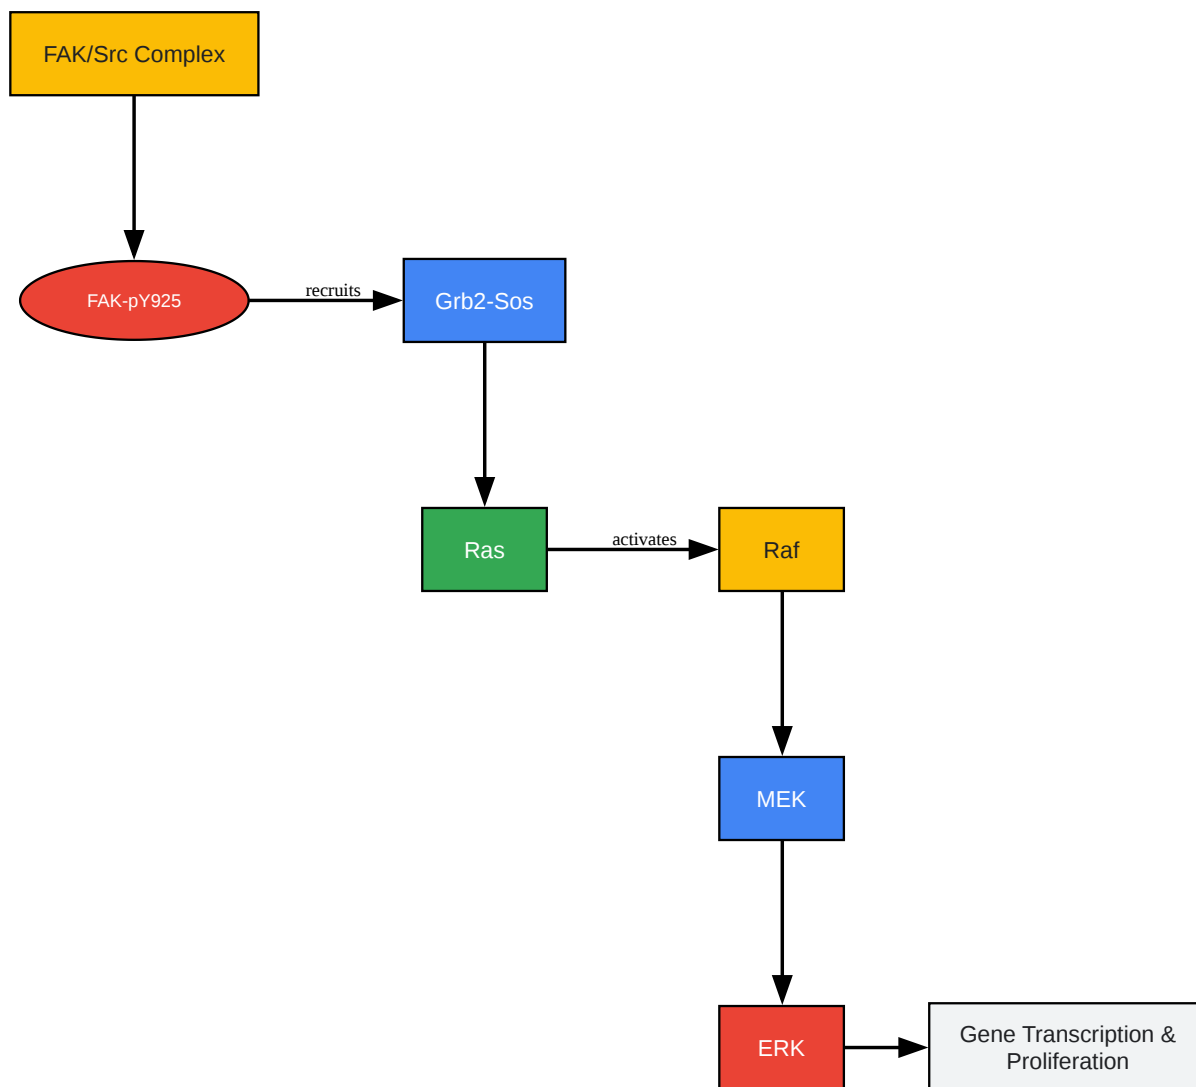 FAK/Src Complex
FAK-pY925
recruits
Grb2-Sos
Ras
activates
Raf
MEK
ERK
Gene Transcription &
Proliferation